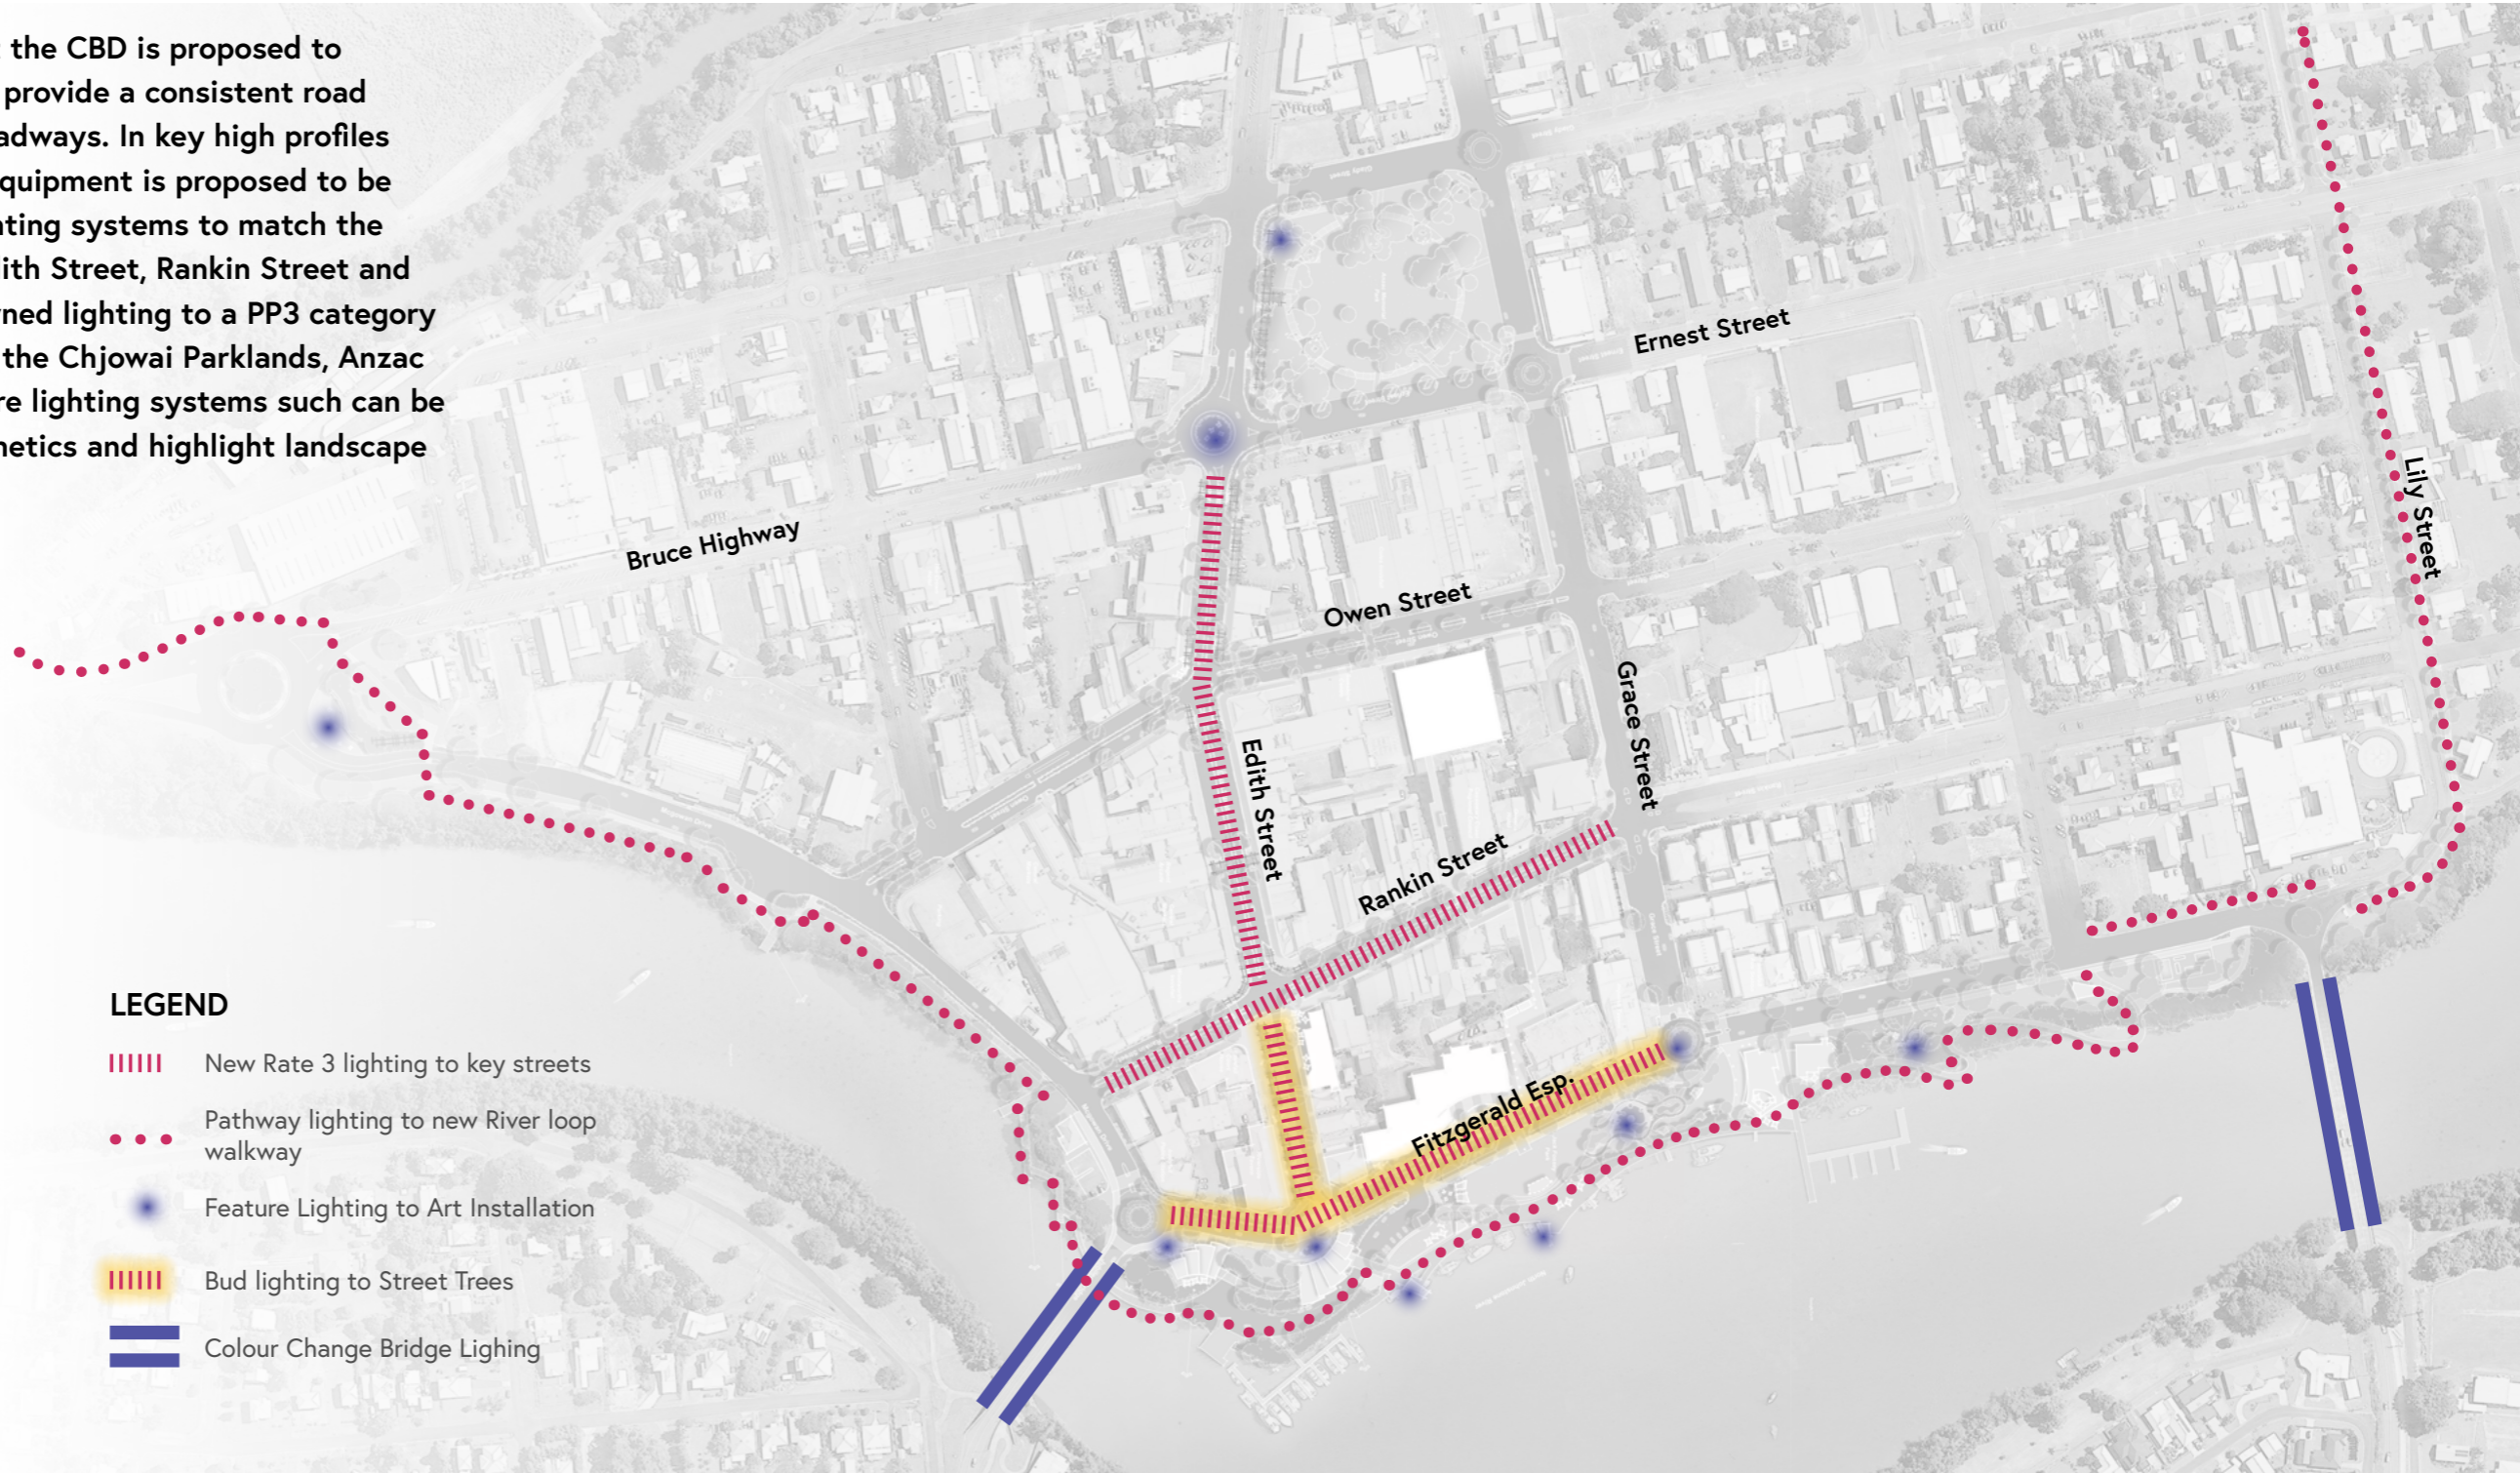 the CBD is proposed to
provide a consistent road
adways. In key high profiles
quipment is proposed to be
ting systems to match the
ith Street, Rankin Street and
ned lighting to a PP3 category
the Chjowai Parklands, Anzac
re lighting systems such can be
netics and highlight landscape
Ernest Street
Bruce Highway
Lily Street
Owen Street
Grace Street
Edith Street
Rankin Street
Fitzgerald Esp.
LEGEND
New Rate 3 lighting to key streets
Pathway lighting to new River loop
walkway
Feature Lighting to Art Installation
Bud lighting to Street Trees
Colour Change Bridge Lighing